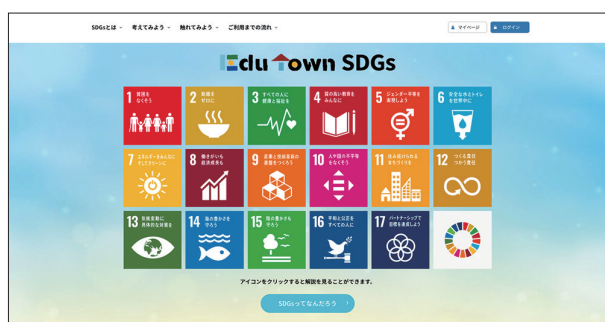 SDGsとは 考えてみよう 触れてみよう ご利用までの流れ マイページ ログイン
Edu Town SDGs
1 貧困を
なくそう
2 飢餓を
ゼロに
3 すべての人に
健康と福祉を
4 質の高い教育を
みんなに
5 ジェンダー平等を
実現しよう
6 安全な水とトイレ
を世界中に
7 エネルギーをみんなに
そしてクリーンに
8 働きがいも
経済成長も
9 産業と技術革新の
基盤をつくろう
10 人や国の不平等
をなくそう
11 住み続けられる
まちづくりを
12 つくる責任
つかう責任
13 気候変動に
具体的な対策を
14 海の豊かさを
守ろう
15 陸の豊かさも
守ろう
16 平和と公正を
すべての人に
17 パートナーシップで
目標を達成しよう
アイコンをクリックすると解説を見ることができます。
SDGsってなんだろう